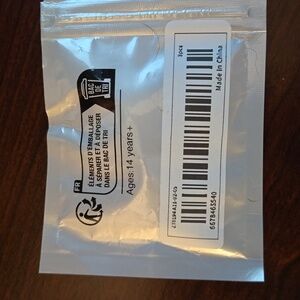 FR
ÉLÉMENTS D'EMBALLAGE
À SÉPARER ET À DÉPOSER
DANS LE BAC DE TRI
BAC
DE
TRI
Ages:14 years+
1pcs
Made In China
6678463540